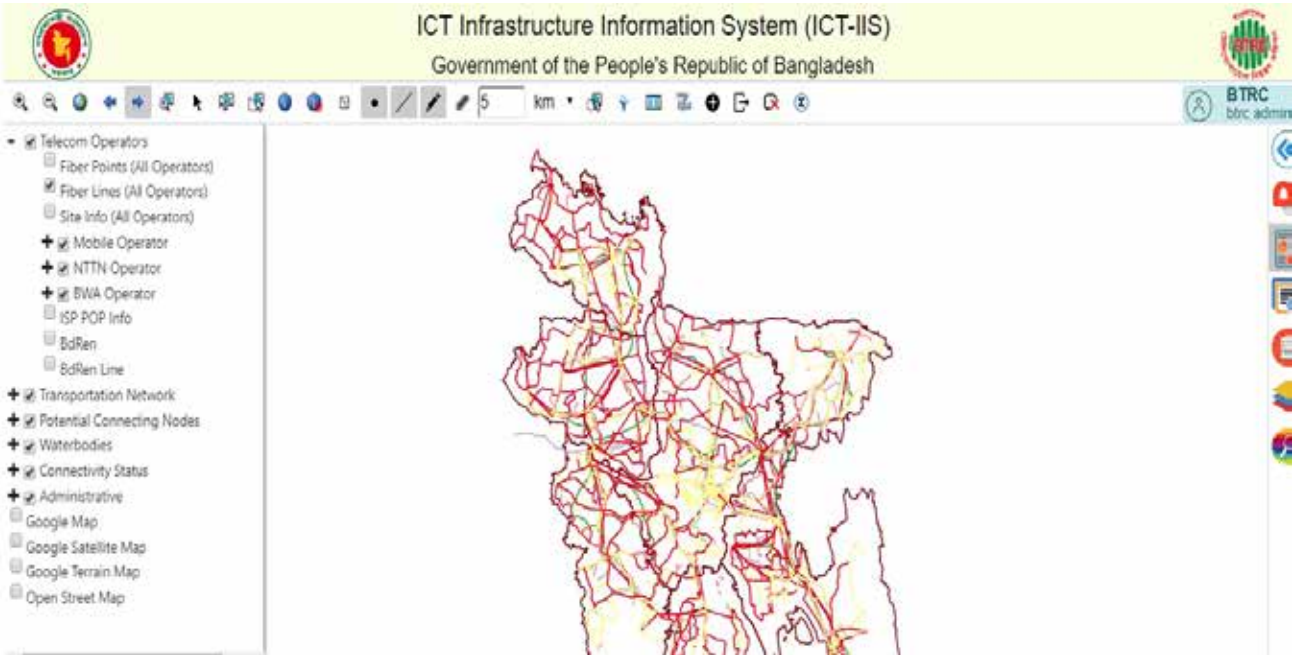 ICT Infrastructure Information System (ICT-IIS)
Government of the People's Republic of Bangladesh
5
km
BTRC
btrc admin
Telecom Operators
Fiber Points (All Operators)
Fiber Lines (All Operators)
Site Info (All Operators)
Mobile Operator
NTTN Operator
BWA Operator
ISP POP Info
BdRen
BdRen Line
Transportation Network
Potential Connecting Nodes
Waterbodies
Connectivity Status
Administrative
Google Map
Google Satellite Map
Google Terrain Map
Open Street Map